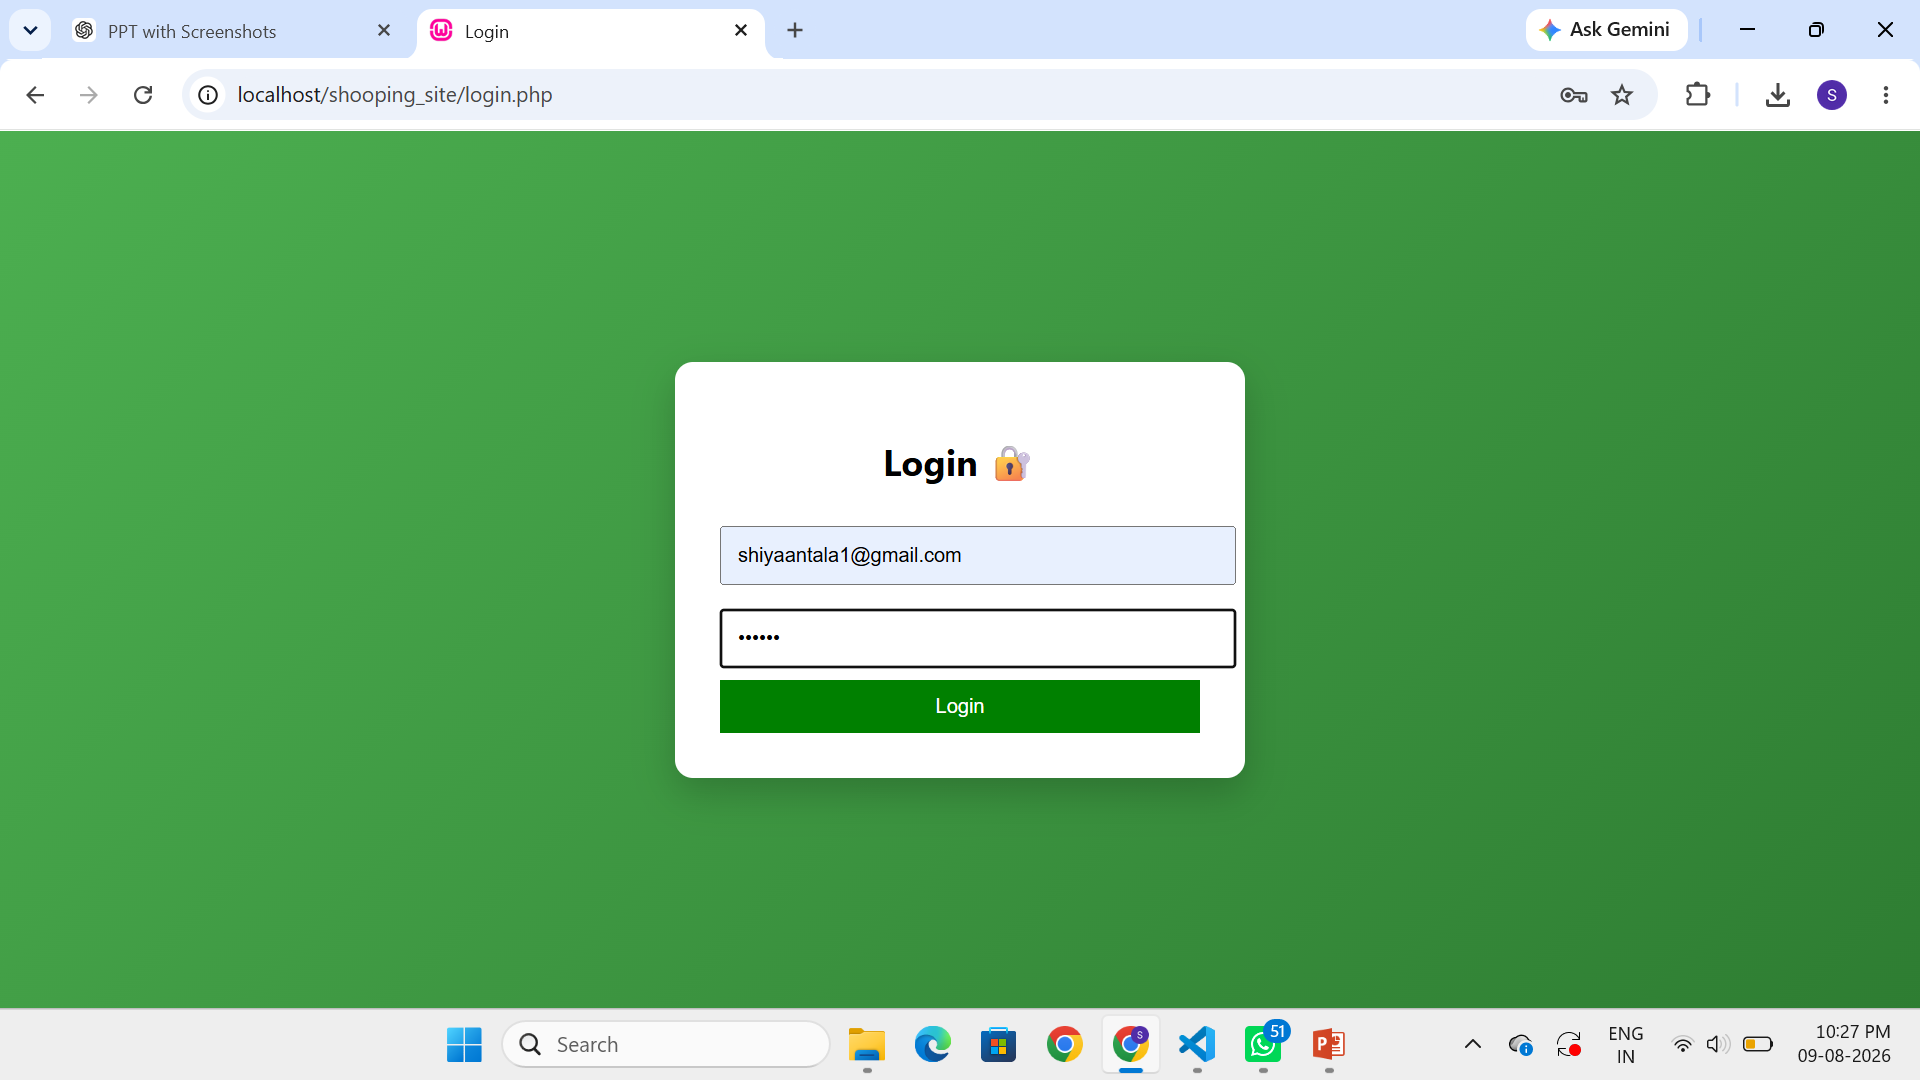 PPT with Screenshots
Login
Ask Gemini
localhost/shooping_site/login.php
S
Login
shiyaantala1@gmail.com
••••••
Login
Search
S
51
ENG
IN
10:27 PM
09-08-2026